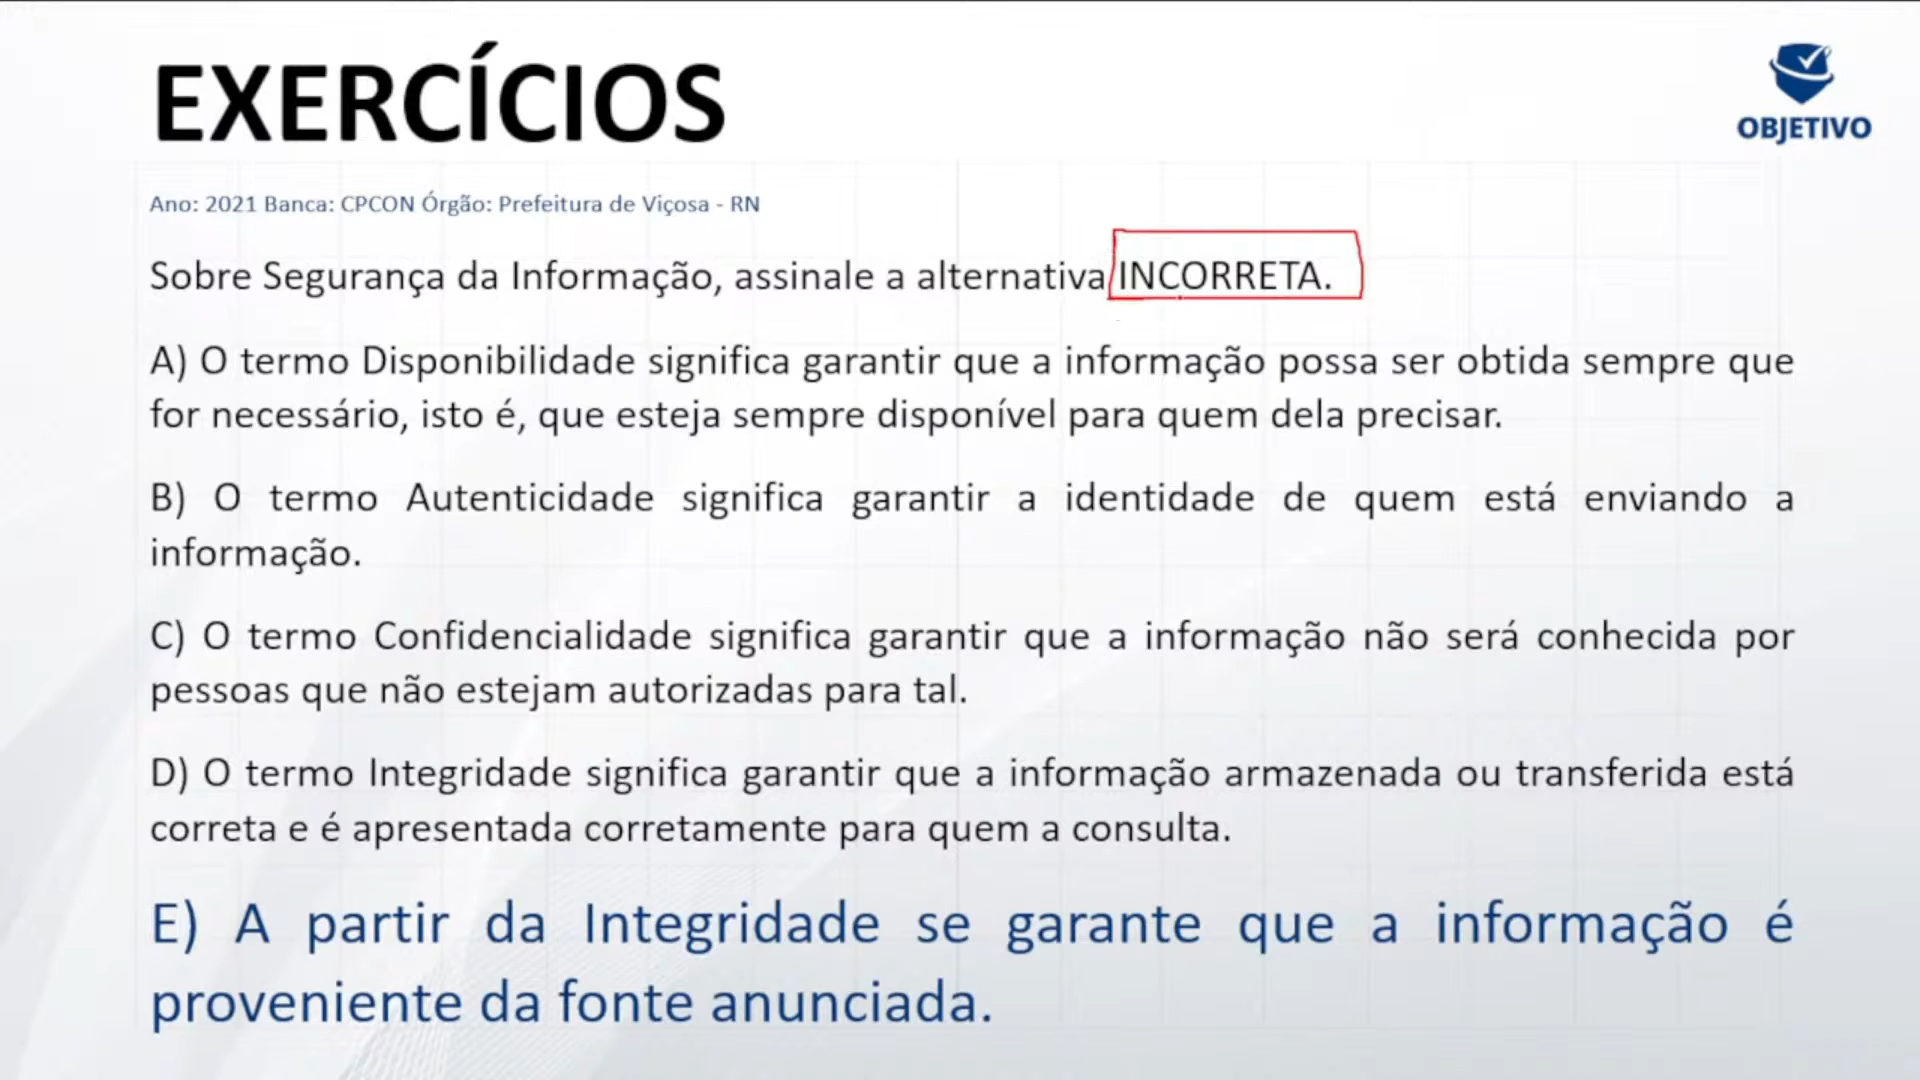 EXERCÍCIOS
OBJETIVO
Ano: 2021 Banca: CPCON Órgão: Prefeitura de Viçosa - RN
Sobre Segurança da Informação, assinale a alternativa INCORRETA.
A) O termo Disponibilidade significa garantir que a informação possa ser obtida sempre que
for necessário, isto é, que esteja sempre disponível para quem dela precisar.
B) O termo Autenticidade significa garantir a identidade de quem está enviando a
informação.
C) O termo Confidencialidade significa garantir que a informação não será conhecida por
pessoas que não estejam autorizadas para tal.
D) O termo Integridade significa garantir que a informação armazenada ou transferida está
correta e é apresentada corretamente para quem a consulta.
E) A partir da Integridade se garante que a informação é
proveniente da fonte anunciada.